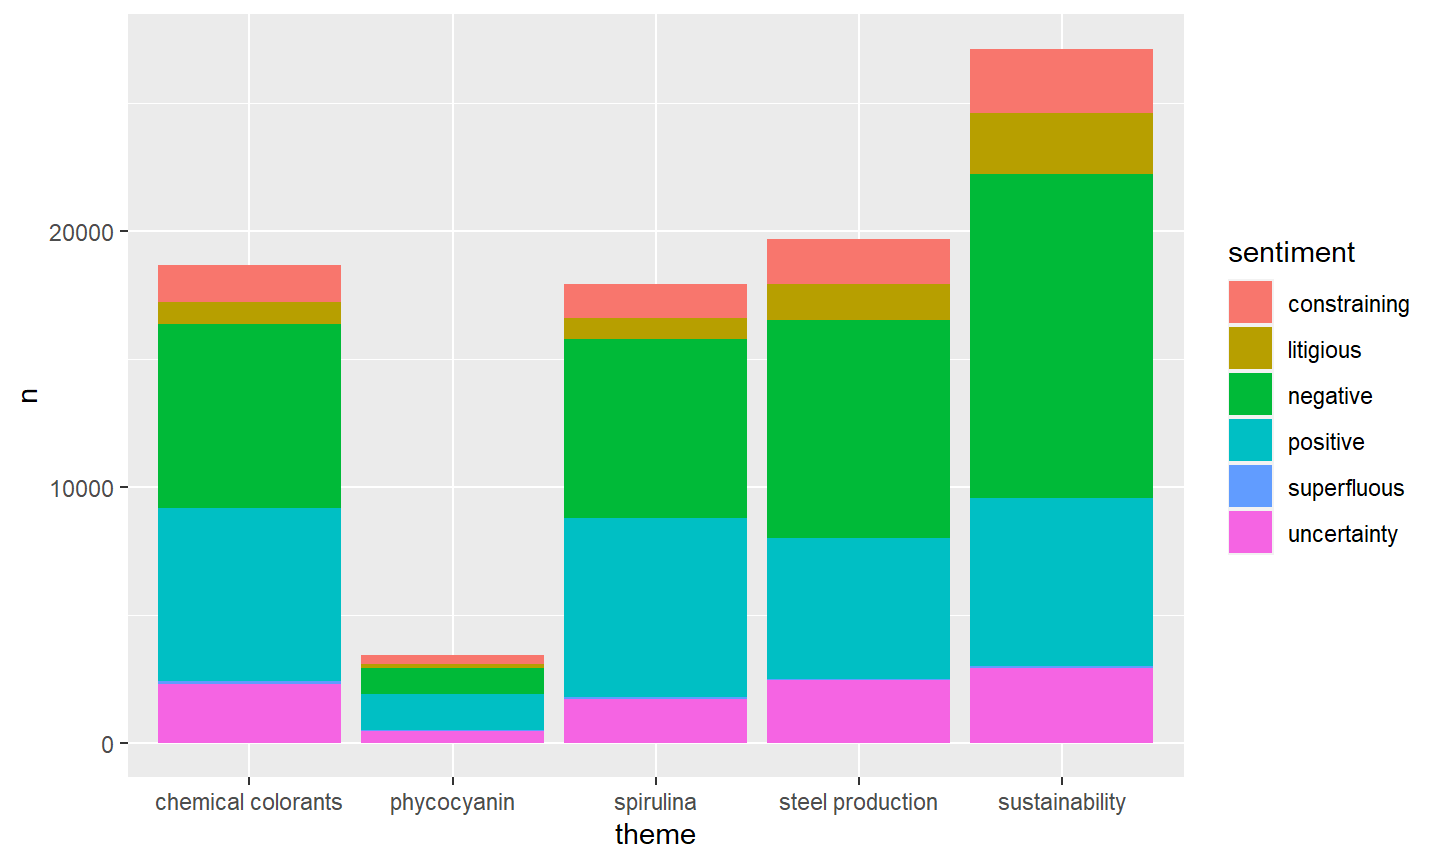 n
20000
10000
0
chemical colorants
phycocyanin
spirulina
steel production
sustainability
theme
sentiment
constraining
litigious
negative
positive
superfluous
uncertainty